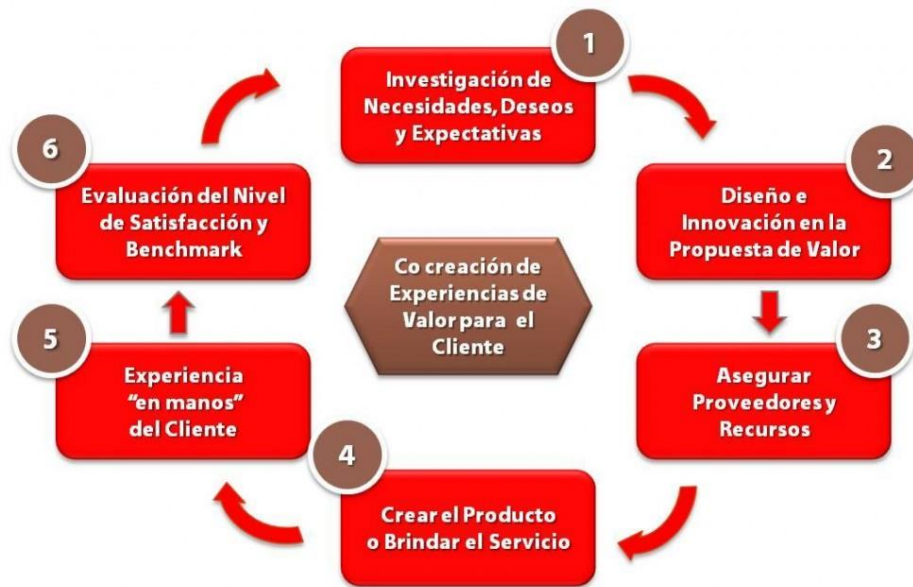 1
Investigación de
Necesidades, Deseos
y Expectativas
2
Diseño e
Innovación en la
Propuesta de Valor
3
Asegurar
Proveedores y
Recursos
4
Crear el Producto
o Brindar el Servicio
5
Experiencia
“en manos”
del Cliente
6
Evaluación del Nivel
de Satisfacción y
Benchmark
Co creación de
Experiencias de
Valor para el
Cliente